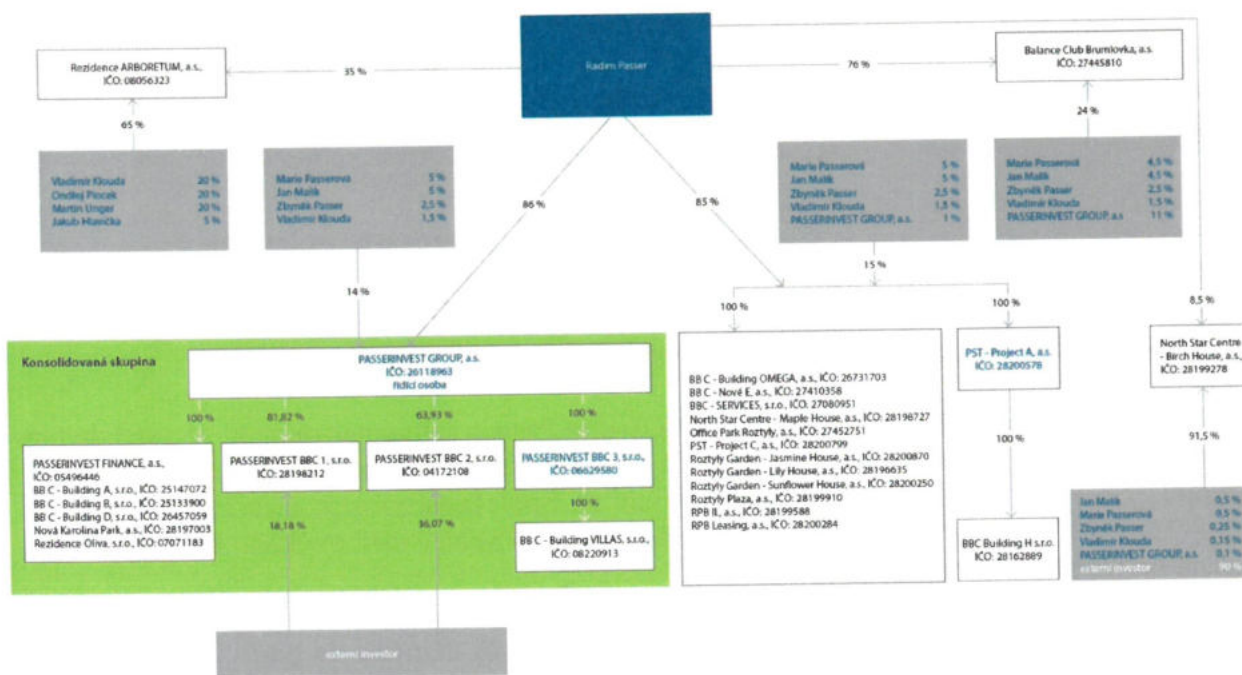 Radim Passer
Rezidence ARBORETUM, a.s.,
IČO: 08056323
35 %
76 %
Balance Club Brumlovka, a.s.
IČO: 27445810
65 %
24 %
Vladimír Klouda 20 %
Ondřej Plocek 20 %
Martin Unger 20 %
Jakub Hlavička 5 %
Marie Passerová 5 %
Jan Malík 5 %
Zbyněk Passer 2,5 %
Vladimír Klouda 1,5 %
86 %
85 %
Marie Passerová 5 %
Jan Malík 5 %
Zbyněk Passer 2,5 %
Vladimír Klouda 1,5 %
PASSERINVEST GROUP, a.s. 1 %
Marie Passerová 4,5 %
Jan Malík 4,5 %
Zbyněk Passer 2,5 %
Vladimír Klouda 1,5 %
PASSERINVEST GROUP, a.s 11 %
14 %
15 %
100 %
100 %
8,5 %
Konsolidovaná skupina
PASSERINVEST GROUP, a.s.
IČO: 26118963
řídící osoba
100 %
81,82 %
63,93 %
100 %
PASSERINVEST FINANCE, a.s.,
IČO: 05496446
BB C - Building A, s.r.o., IČO: 25147072
BB C - Building B, s.r.o., IČO: 25133900
BB C - Building D, s.r.o., IČO: 26457059
Nová Karolina Park, a.s., IČO: 28197003
Rezidence Oliva, s.r.o., IČO: 07071183
PASSERINVEST BBC 1, s.r.o.
IČO: 28198212
PASSERINVEST BBC 2, s.r.o.
IČO: 04172108
PASSERINVEST BBC 3, s.r.o.,
IČO: 06629580
18,18 %
36,07 %
100 %
BB C - Building VILLAS, s.r.o.,
IČO: 08220913
externí investor
BB C - Building OMEGA, a.s., IČO: 26731703
BB C - Nové E, a.s., IČO: 27410358
BBC - SERVICES, s.r.o., IČO: 27080951
North Star Centre - Maple House, a.s., IČO: 28198727
Office Park Roztyly, a.s., IČO: 27452751
PST - Project C, a.s., IČO: 28200799
Roztyly Garden - Jasmine House, a.s., IČO: 28200870
Roztyly Garden - Lily House, a.s., IČO: 28196635
Roztyly Garden - Sunflower House, a.s., IČO: 28200250
Roztyly Plaza, a.s., IČO: 28199910
RPB II., a.s., IČO: 28199588
RPB Leasing, a.s., IČO: 28200284
PST - Project A, a.s.
IČO: 28200578
100 %
BBC Building H s.r.o.
IČO: 28162889
North Star Centre
- Birch House, a.s.,
IČO: 28199278
91,5 %
Jan Malík 0,5 %
Marie Passerová 0,5 %
Zbyněk Passer 0,25 %
Vladimír Klouda 0,15 %
PASSERINVEST GROUP, a.s 0,1 %
externí investor 90 %